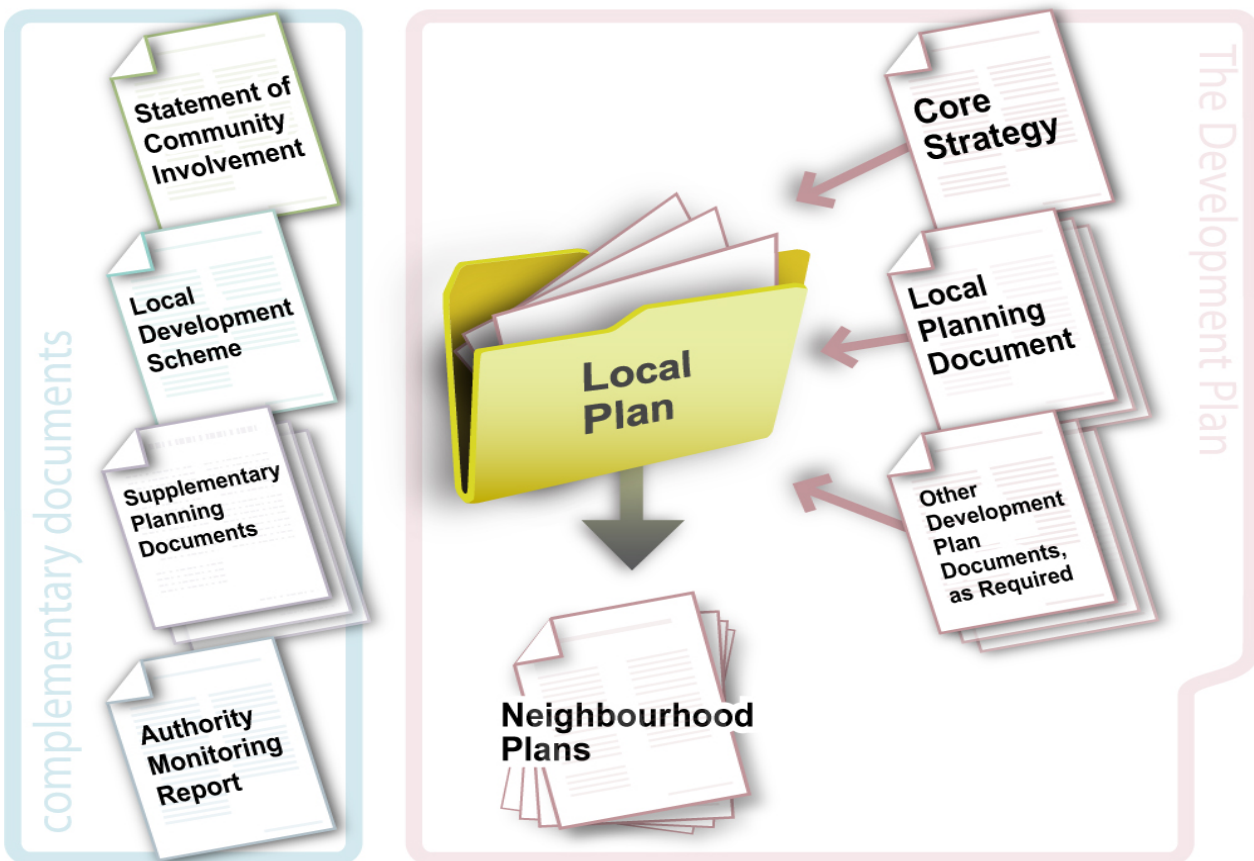 complementary documents
Statement of
Community
Involvement
Local
Development
Scheme
Supplementary
Planning
Documents
Authority
Monitoring
Report
The Development Plan
Local
Plan
Core
Strategy
Local
Planning
Document
Other
Development
Plan
Documents,
as Required
Neighbourhood
Plans